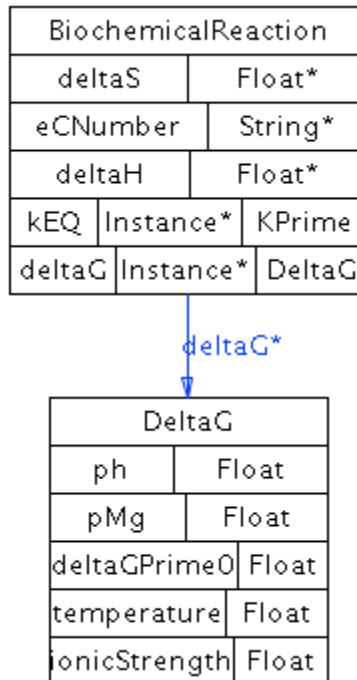 BiochemicalReaction
deltaS Float*
eCNumber String*
deltaH Float*
kEQ Instance* KPrime
deltaG Instance* DeltaG
deltaG*
DeltaG
ph Float
pMg Float
deltaGPrime0 Float
temperature Float
ionicStrength Float